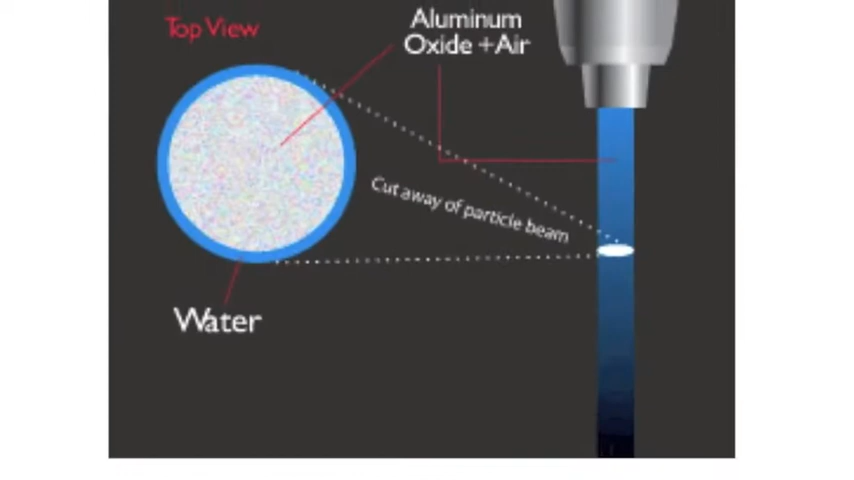 Top View
Aluminum
Oxide +Air
Cut away of particle beam
Water